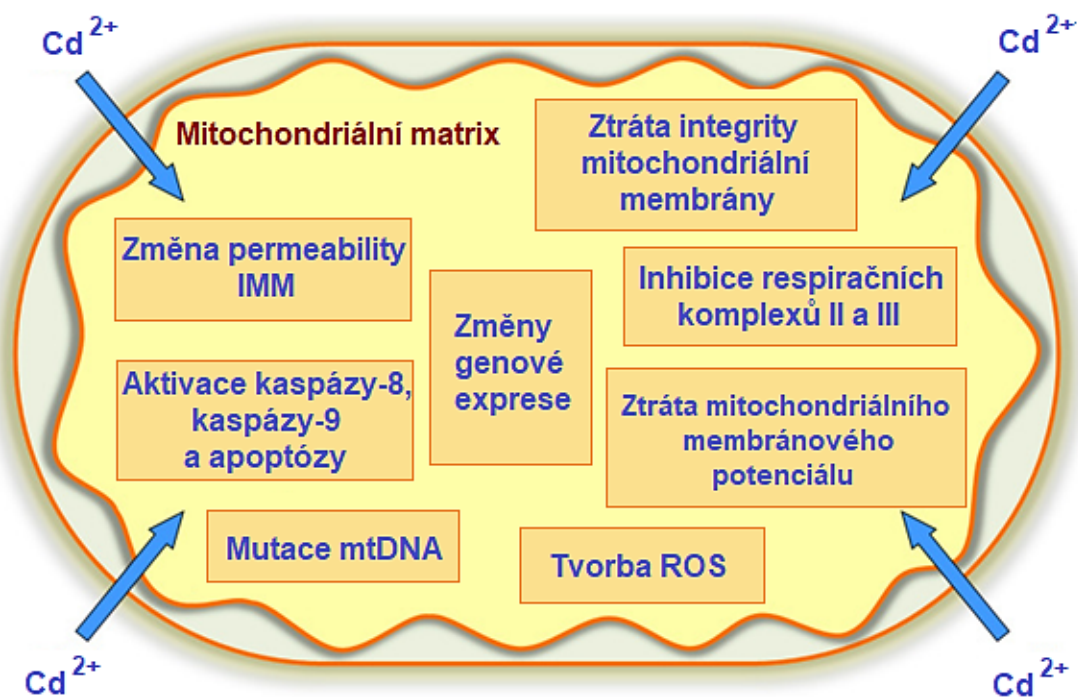 Cd 2+
Cd 2+
Mitochondriální matrix
Ztráta integrity
mitochondriální
membrány
Změna permeability
IMM
Inhibice respiračních
komplexů II a III
Změny
genové
exprese
Aktivace kaspázy-8,
kaspázy-9
a apoptózy
Ztráta mitochondriálního
membránového
potenciálu
Mutace mtDNA
Tvorba ROS
Cd 2+
Cd 2+